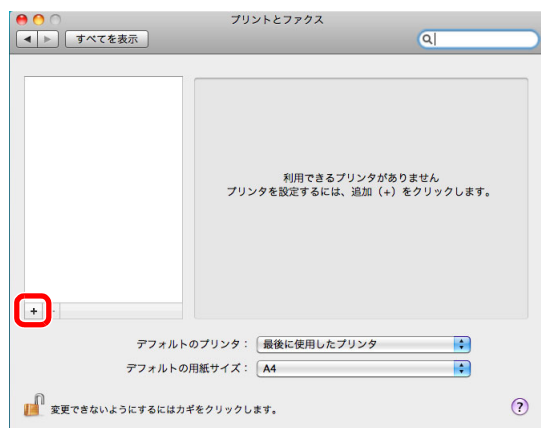 プリントとファクス
すべてを表示
利用できるプリンタがありません
プリンタを設定するには、追加（+）をクリックします。
+ -
デフォルトのプリンタ： 最後に使用したプリンタ
デフォルトの用紙サイズ： A4
変更できないようにするにはカギをクリックします。 ?